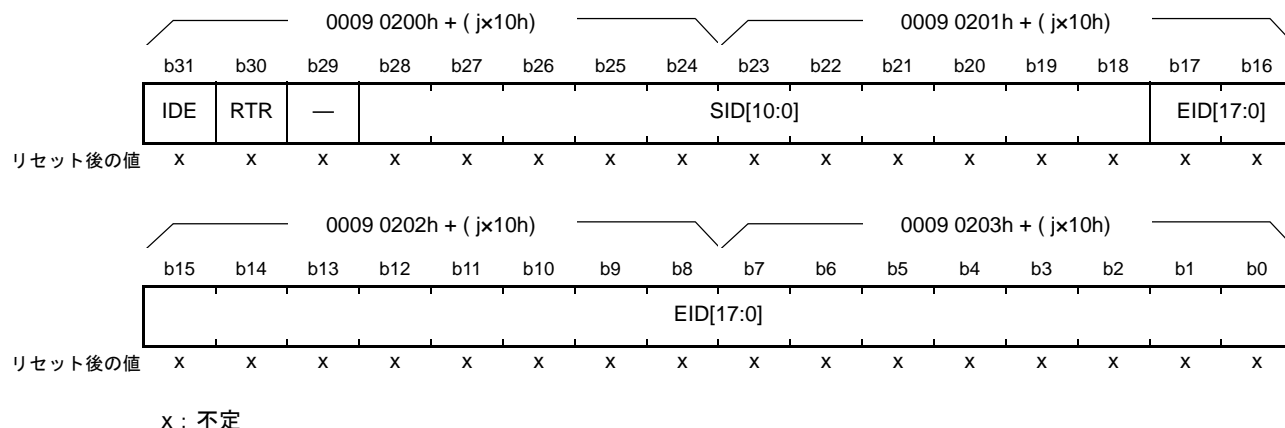 0009 0200h + ( j×10h) 0009 0201h + ( j×10h)
b31 b30 b29 b28 b27 b26 b25 b24 b23 b22 b21 b20 b19 b18 b17 b16
IDE RTR — SID[10:0] EID[17:0]
リセット後の値 x x x x x x x x x x x x x x x x
0009 0202h + ( j×10h) 0009 0203h + ( j×10h)
b15 b14 b13 b12 b11 b10 b9 b8 b7 b6 b5 b4 b3 b2 b1 b0
EID[17:0]
リセット後の値 x x x x x x x x x x x x x x x x
x : 不定